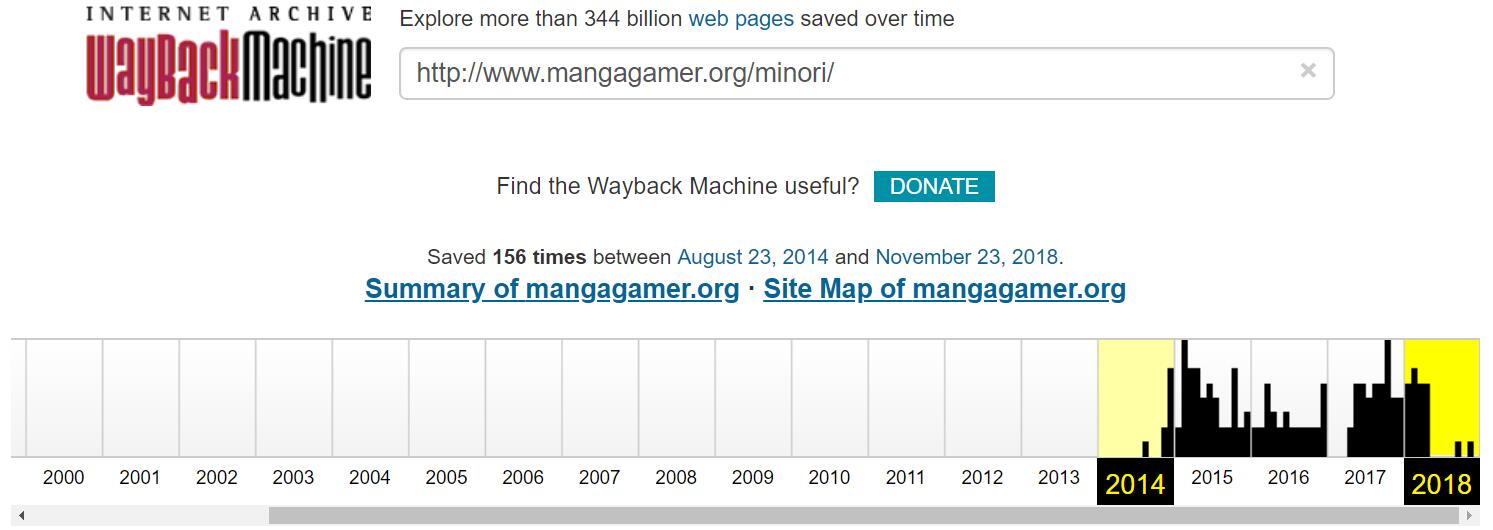 INTERNET ARCHIVE
WayBackMachine
Explore more than 344 billion web pages saved over time
http://www.mangagamer.org/minori/
×
Find the Wayback Machine useful? DONATE
Saved 156 times between August 23, 2014 and November 23, 2018.
Summary of mangagamer.org · Site Map of mangagamer.org
2000 2001 2002 2003 2004 2005 2006 2007 2008 2009 2010 2011 2012 2013 2014 2015 2016 2017 2018